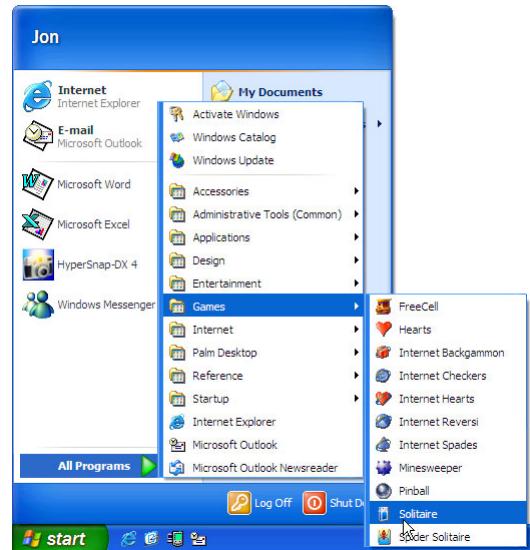 Jon
Internet
Internet Explorer
E-mail
Microsoft Outlook
Microsoft Word
Microsoft Excel
HyperSnap-DX 4
Windows Messenger
All Programs
My Documents
Activate Windows
Windows Catalog
Windows Update
Accessories
Administrative Tools (Common)
Applications
Design
Entertainment
Games
Internet
Palm Desktop
Reference
Startup
Internet Explorer
Microsoft Outlook
Microsoft Outlook Newsreader
FreeCell
Hearts
Internet Backgammon
Internet Checkers
Internet Hearts
Internet Reversi
Internet Spades
Minesweeper
Pinball
Solitaire
Spider Solitaire
Log Off
Shut D
start